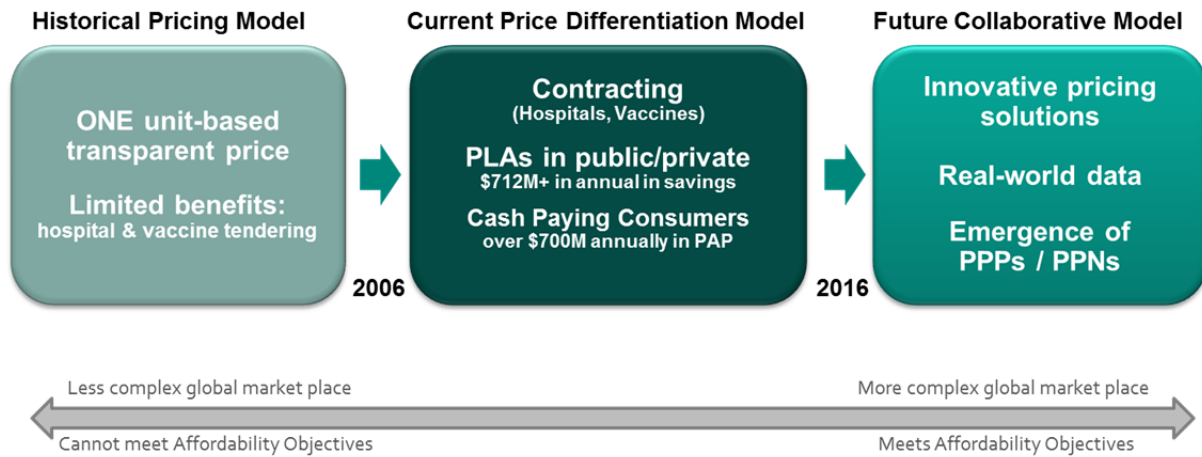 Historical Pricing Model
ONE unit-based
transparent price
Limited benefits:
hospital & vaccine tendering
2006
Current Price Differentiation Model
Contracting
(Hospitals, Vaccines)
PLAs in public/private
$712M+ in annual in savings
Cash Paying Consumers
over $700M annually in PAP
2016
Future Collaborative Model
Innovative pricing
solutions
Real-world data
Emergence of
PPPs / PPNs
Less complex global market place
More complex global market place
Cannot meet Affordability Objectives
Meets Affordability Objectives